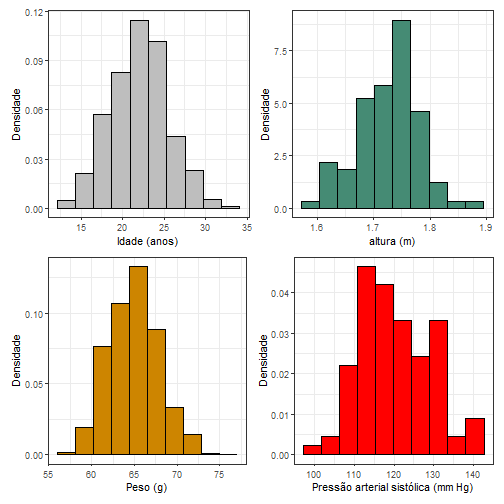 0.12
0.09
0.06
0.03
0.00
Densidade
15 20 25 30 35
Idade (anos)
7.5
5.0
2.5
0.0
Densidade
1.6 1.7 1.8 1.9
altura (m)
0.10
0.05
0.00
Densidade
55 60 65 70 75
Peso (g)
0.04
0.03
0.02
0.01
0.00
Densidade
100 110 120 130 140
Pressão arterial sistólica (mm Hg)